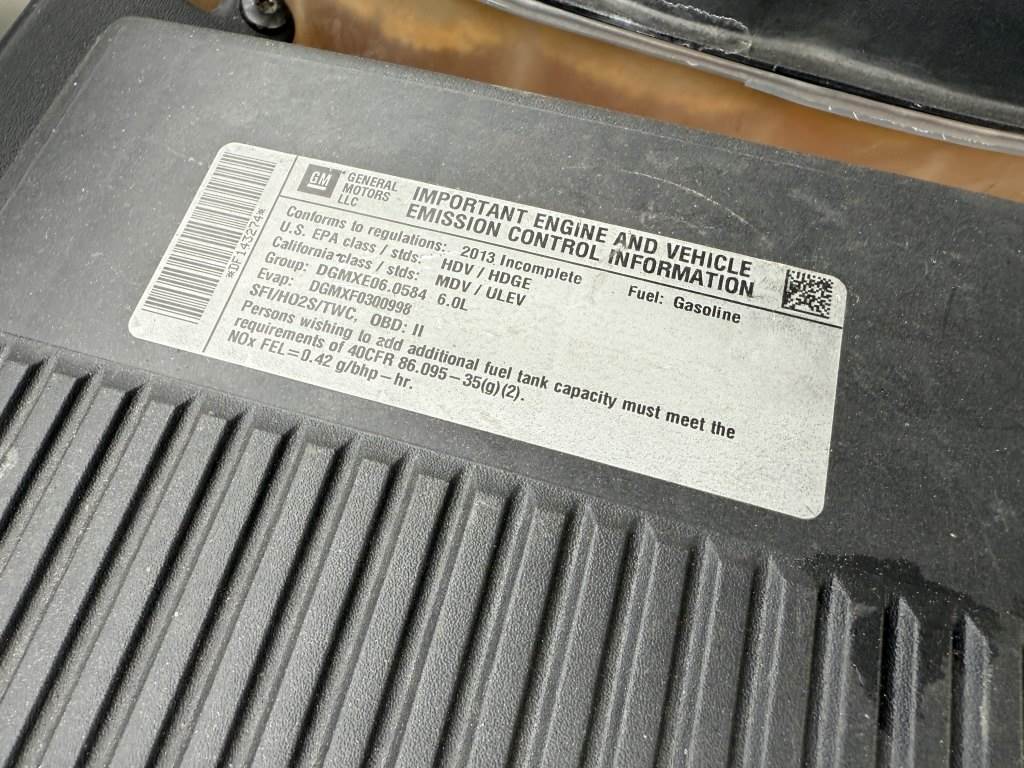 *DF143274*
GM
GENERAL
MOTORS
LLC
IMPORTANT ENGINE AND VEHICLE
EMISSION CONTROL INFORMATION
Conforms to regulations: 2013 Incomplete Fuel: Gasoline
U.S. EPA class / stds: HDV / HDGE
California class / stds: MDV / ULEV
Group: DGMXE06.0584 6.0L
Evap: DGMXF0300998
SFI/HO2S/TWC, OBD: II
Persons wishing to add additional fuel tank capacity must meet the
requirements of 40CFR 86.095-35(g)(2).
NOx FEL=0.42 g/bhp-hr.